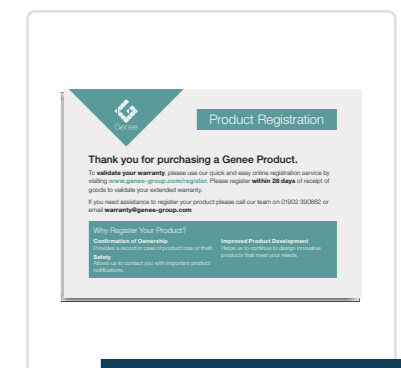 Genee
Product Registration
Thank you for purchasing a Genee Product.
To validate your warranty, please use our quick and easy online registration service by
visiting www.genee-group.com/register. Please register within 28 days of receipt of
goods to validate your extended warranty.
If you need assistance to register your product please call our team on 01902 390862 or
email warranty@genee-group.com
Why Register Your Product?
Confirmation of Ownership
Provides a record in case of product loss or theft.
Safety
Allows us to contact you with important product
notifications.
Improved Product Development
Helps us to continue to design innovative
products that meet your needs.